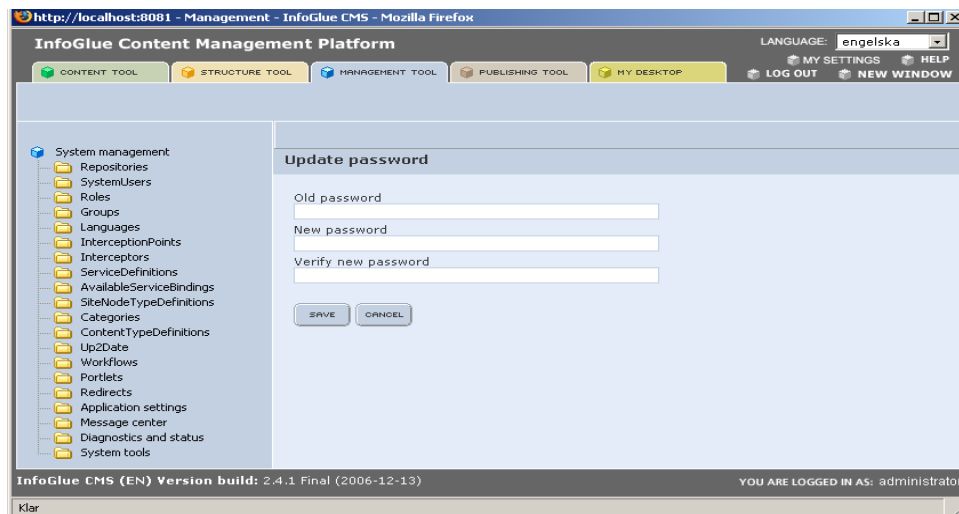 http://localhost:8081 - Management - InfoGlue CMS - Mozilla Firefox
InfoGlue Content Management Platform
LANGUAGE: engelska
MY SETTINGS HELP
LOG OUT NEW WINDOW
CONTENT TOOL STRUCTURE TOOL MANAGEMENT TOOL PUBLISHING TOOL MY DESKTOP
System management
Repositories
SystemUsers
Roles
Groups
Languages
InterceptionPoints
Interceptors
ServiceDefinitions
AvailableServiceBindings
SiteNodeTypeDefinitions
Categories
ContentTypeDefinitions
Up2Date
Workflows
Portlets
Redirects
Application settings
Message center
Diagnostics and status
System tools
Update password
Old password
New password
Verify new password
SAVE CANCEL
InfoGlue CMS (EN) Version build: 2.4.1 Final (2006-12-13)
YOU ARE LOGGED IN AS: administrator
Klar